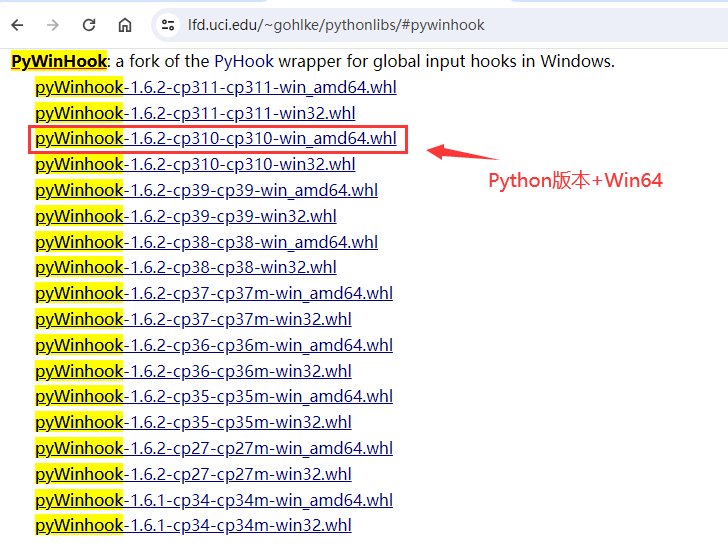 lfd.uci.edu/~gohlke/pythonlibs/#pywinhook
PyWinHook: a fork of the PyHook wrapper for global input hooks in Windows.
pyWinhook-1.6.2-cp311-cp311-win_amd64.whl
pyWinhook-1.6.2-cp311-cp311-win32.whl
pyWinhook-1.6.2-cp310-cp310-win_amd64.whl
pyWinhook-1.6.2-cp310-cp310-win32.whl
Python版本+Win64
pyWinhook-1.6.2-cp39-cp39-win_amd64.whl
pyWinhook-1.6.2-cp39-cp39-win32.whl
pyWinhook-1.6.2-cp38-cp38-win_amd64.whl
pyWinhook-1.6.2-cp38-cp38-win32.whl
pyWinhook-1.6.2-cp37-cp37m-win_amd64.whl
pyWinhook-1.6.2-cp37-cp37m-win32.whl
pyWinhook-1.6.2-cp36-cp36m-win_amd64.whl
pyWinhook-1.6.2-cp36-cp36m-win32.whl
pyWinhook-1.6.2-cp35-cp35m-win_amd64.whl
pyWinhook-1.6.2-cp35-cp35m-win32.whl
pyWinhook-1.6.2-cp27-cp27m-win_amd64.whl
pyWinhook-1.6.2-cp27-cp27m-win32.whl
pyWinhook-1.6.1-cp34-cp34m-win_amd64.whl
pyWinhook-1.6.1-cp34-cp34m-win32.whl